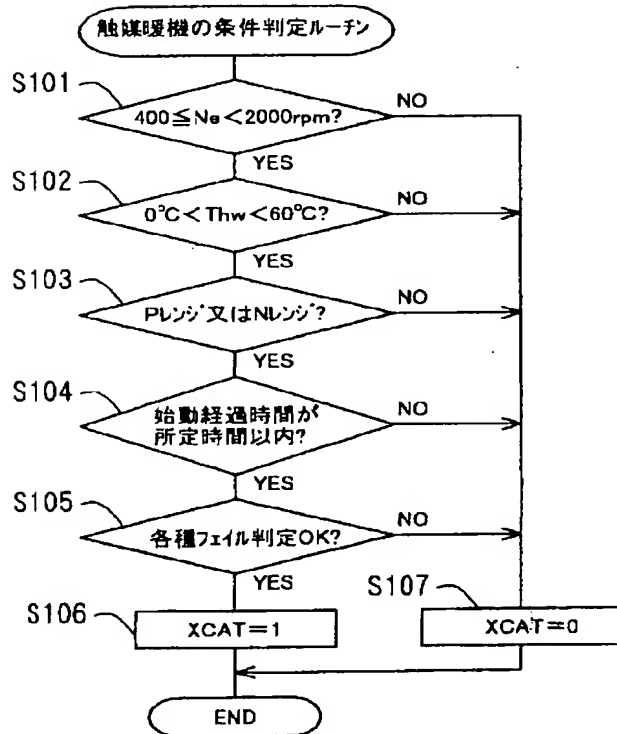 触媒暖機の条件判定ルーチン
S101
400≦Ne<2000rpm?
NO
YES
S102
0℃<Thw<60℃?
NO
YES
S103
Pレンジ又はNレンジ?
NO
YES
S104
始動経過時間が
所定時間以内?
NO
YES
S105
各種フェイル判定OK?
NO
YES
S106
XCAT=1
S107
XCAT=0
END